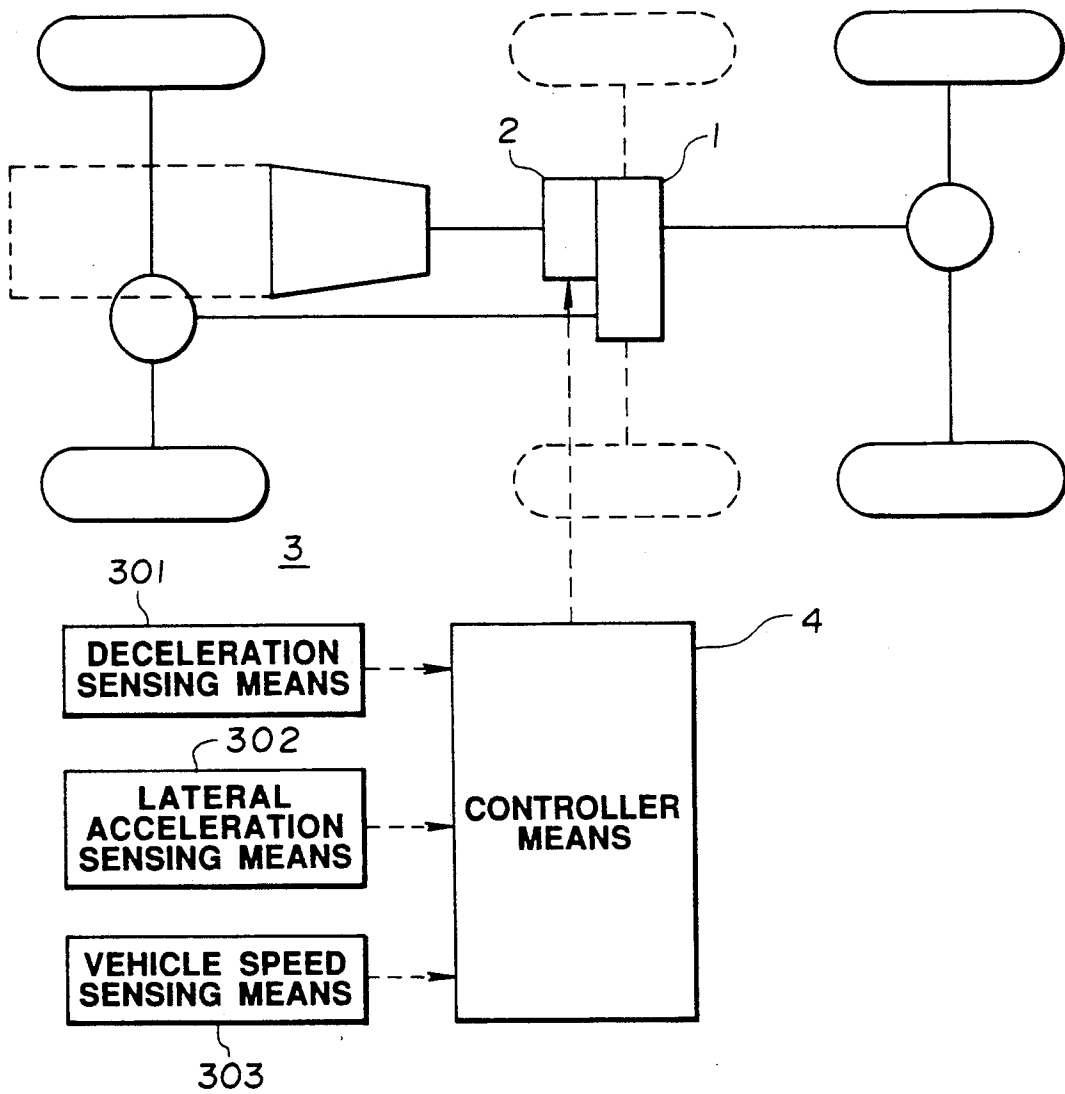 2
1
3
301
4
DECELERATION
SENSING MEANS
302
LATERAL
ACCELERATION
SENSING MEANS
CONTROLLER
MEANS
VEHICLE SPEED
SENSING MEANS
303